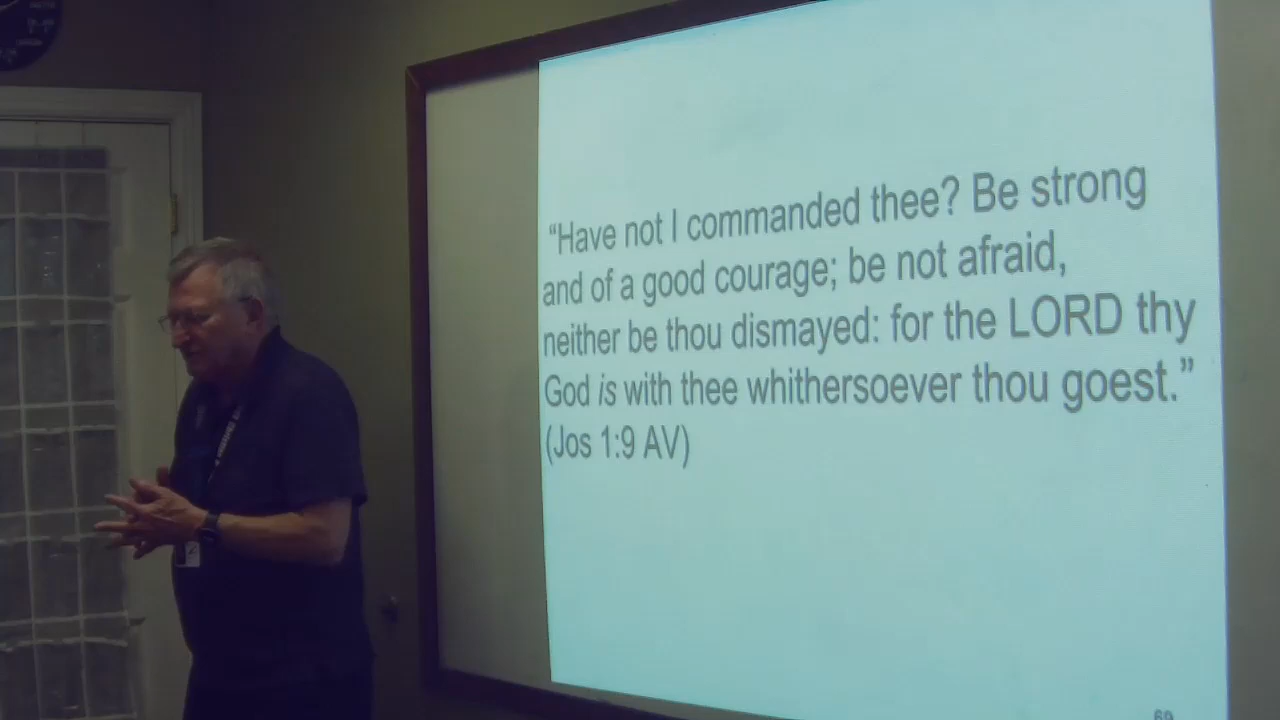 “Have not I commanded thee? Be strong
and of a good courage; be not afraid,
neither be thou dismayed: for the LORD thy
God is with thee whithersoever thou goest.”
(Jos 1:9 AV)